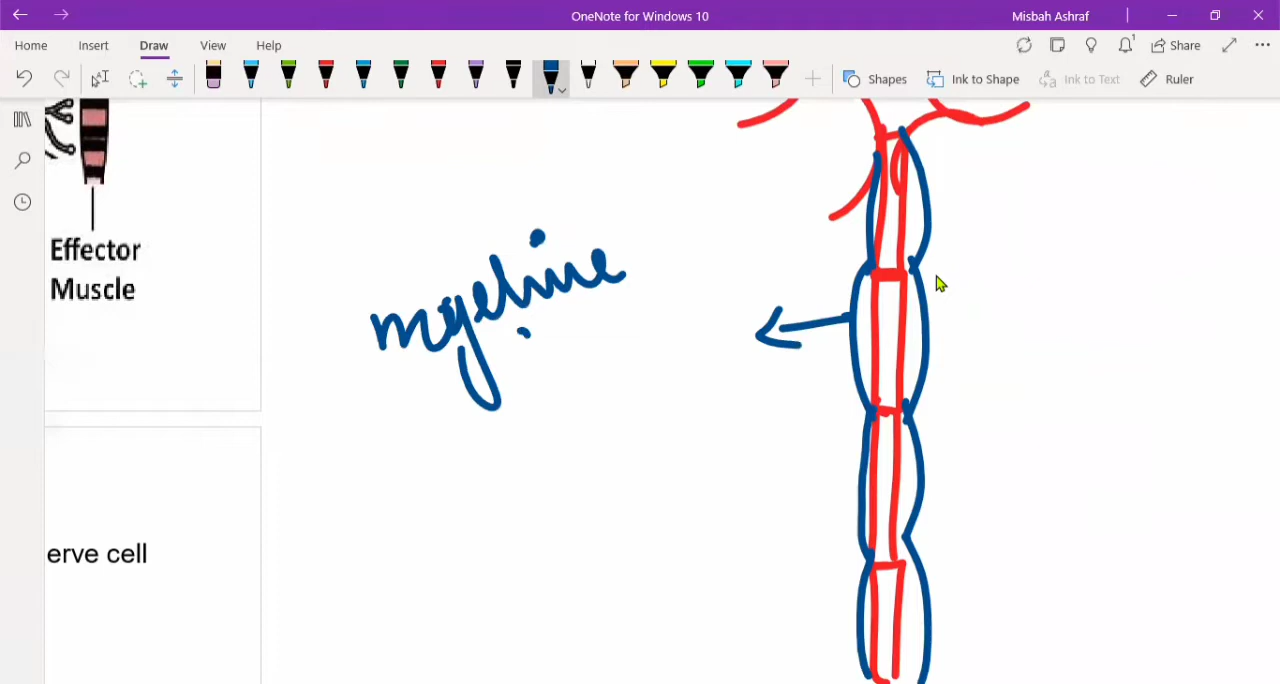 OneNote for Windows 10
Misbah Ashraf
Home Insert Draw View Help
1
Share
Shapes
Ink to Shape
Ink to Text
Ruler
Effector
Muscle
myeline
erve cell